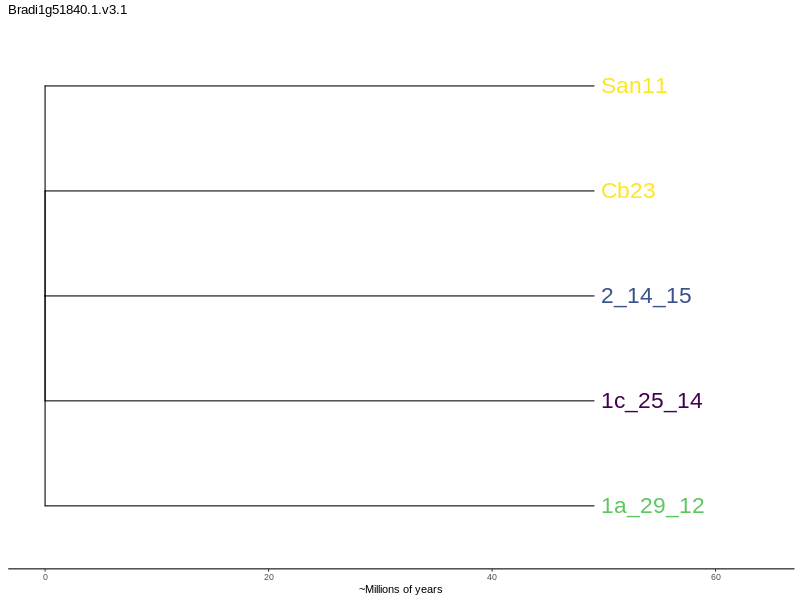 Bradi1g51840.1.v3.1
San11
Cb23
2_14_15
1c_25_14
1a_29_12
0 20 40 60
~Millions of years